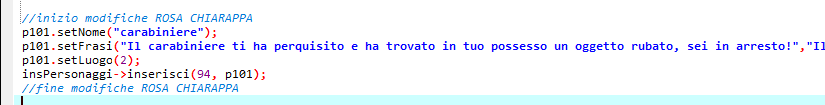 //inizio modifiche ROSA CHIARAPPA
p101.setNome("carabiniere");
p101.setFrasi("Il carabiniere ti ha perquisito e ha trovato in tuo possesso un oggetto rubato, sei in arresto!","Il
p101.setLuogo(2);
insPersonaggi->inserisci(94, p101);
//fine modifiche ROSA CHIARAPPA